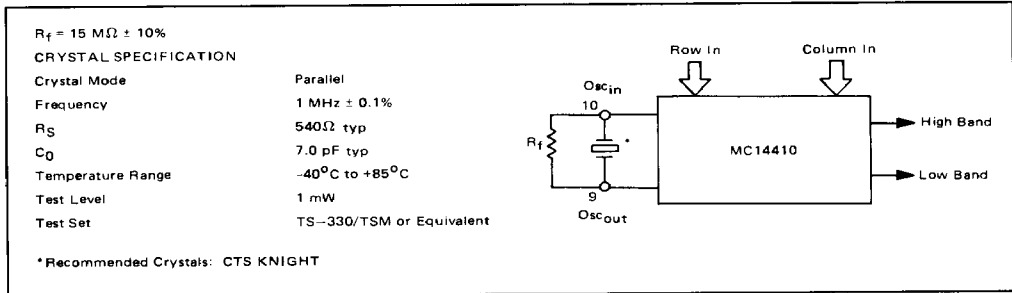 Rf = 15 MΩ ± 10%
CRYSTAL SPECIFICATION
Crystal Mode Parallel
Frequency 1 MHz ± 0.1%
RS 540Ω typ
C0 7.0 pF typ
Temperature Range -40°C to +85°C
Test Level 1 mW
Test Set TS-330/TSM or Equivalent
*Recommended Crystals: CTS KNIGHT
Row In
Column In
Oscin
10
Rf
*
9
Oscout
MC14410
High Band
Low Band